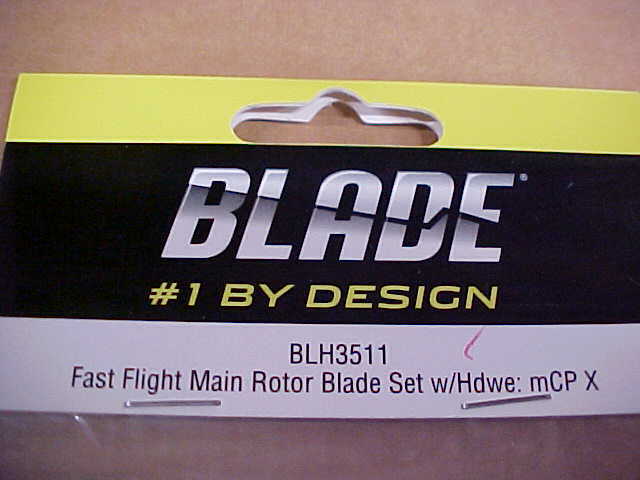 BLADE®
#1 BY DESIGN
BLH3511
Fast Flight Main Rotor Blade Set w/Hdwe: mCP X